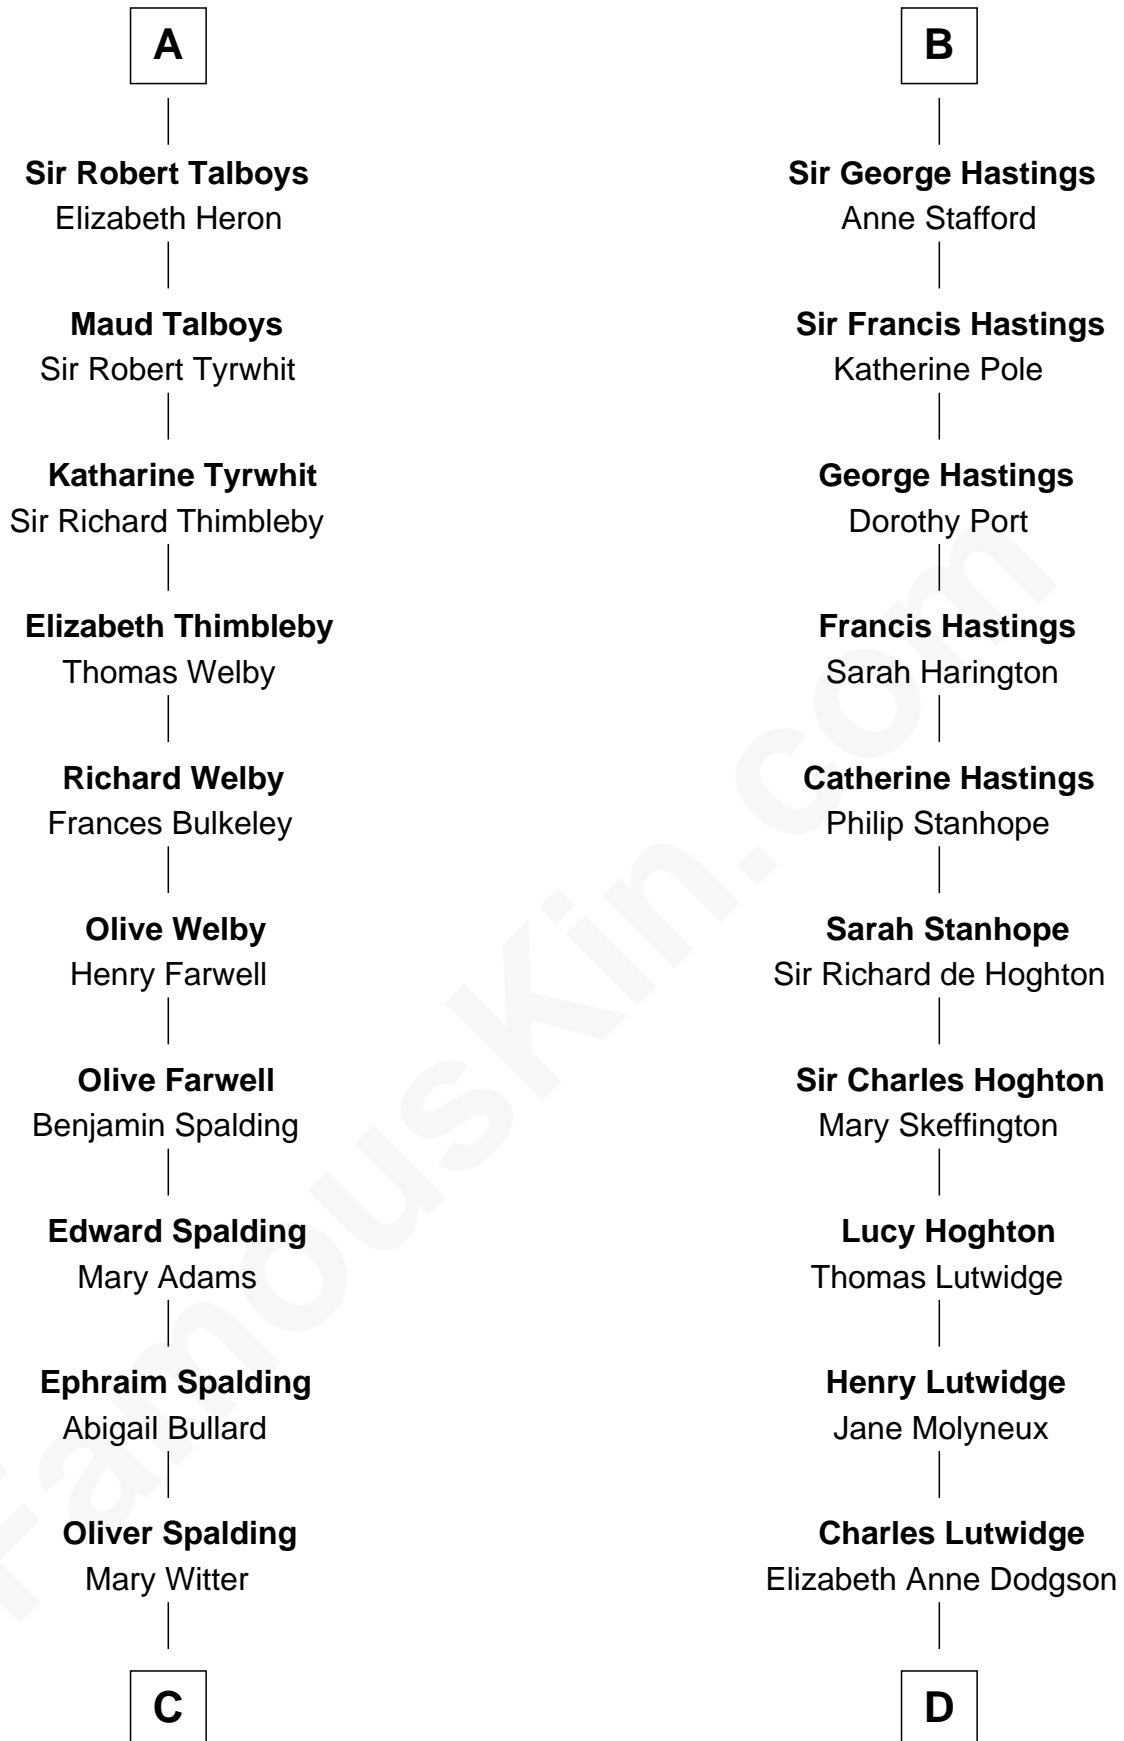 A
Sir Robert Talboys
Elizabeth Heron
Maud Talboys
Sir Robert Tyrwhit
Katharine Tyrwhit
Sir Richard Thimbleby
Elizabeth Thimbleby
Thomas Welby
Richard Welby
Frances Bulkeley
Olive Welby
Henry Farwell
Olive Farwell
Benjamin Spalding
Edward Spalding
Mary Adams
Ephraim Spalding
Abigail Bullard
Oliver Spalding
Mary Witter
C
B
Sir George Hastings
Anne Stafford
Sir Francis Hastings
Katherine Pole
George Hastings
Dorothy Port
Francis Hastings
Sarah Harington
Catherine Hastings
Philip Stanhope
Sarah Stanhope
Sir Richard de Hoghton
Sir Charles Hoghton
Mary Skeffington
Lucy Hoghton
Thomas Lutwidge
Henry Lutwidge
Jane Molyneux
Charles Lutwidge
Elizabeth Anne Dodgson
D
FamousKin.com